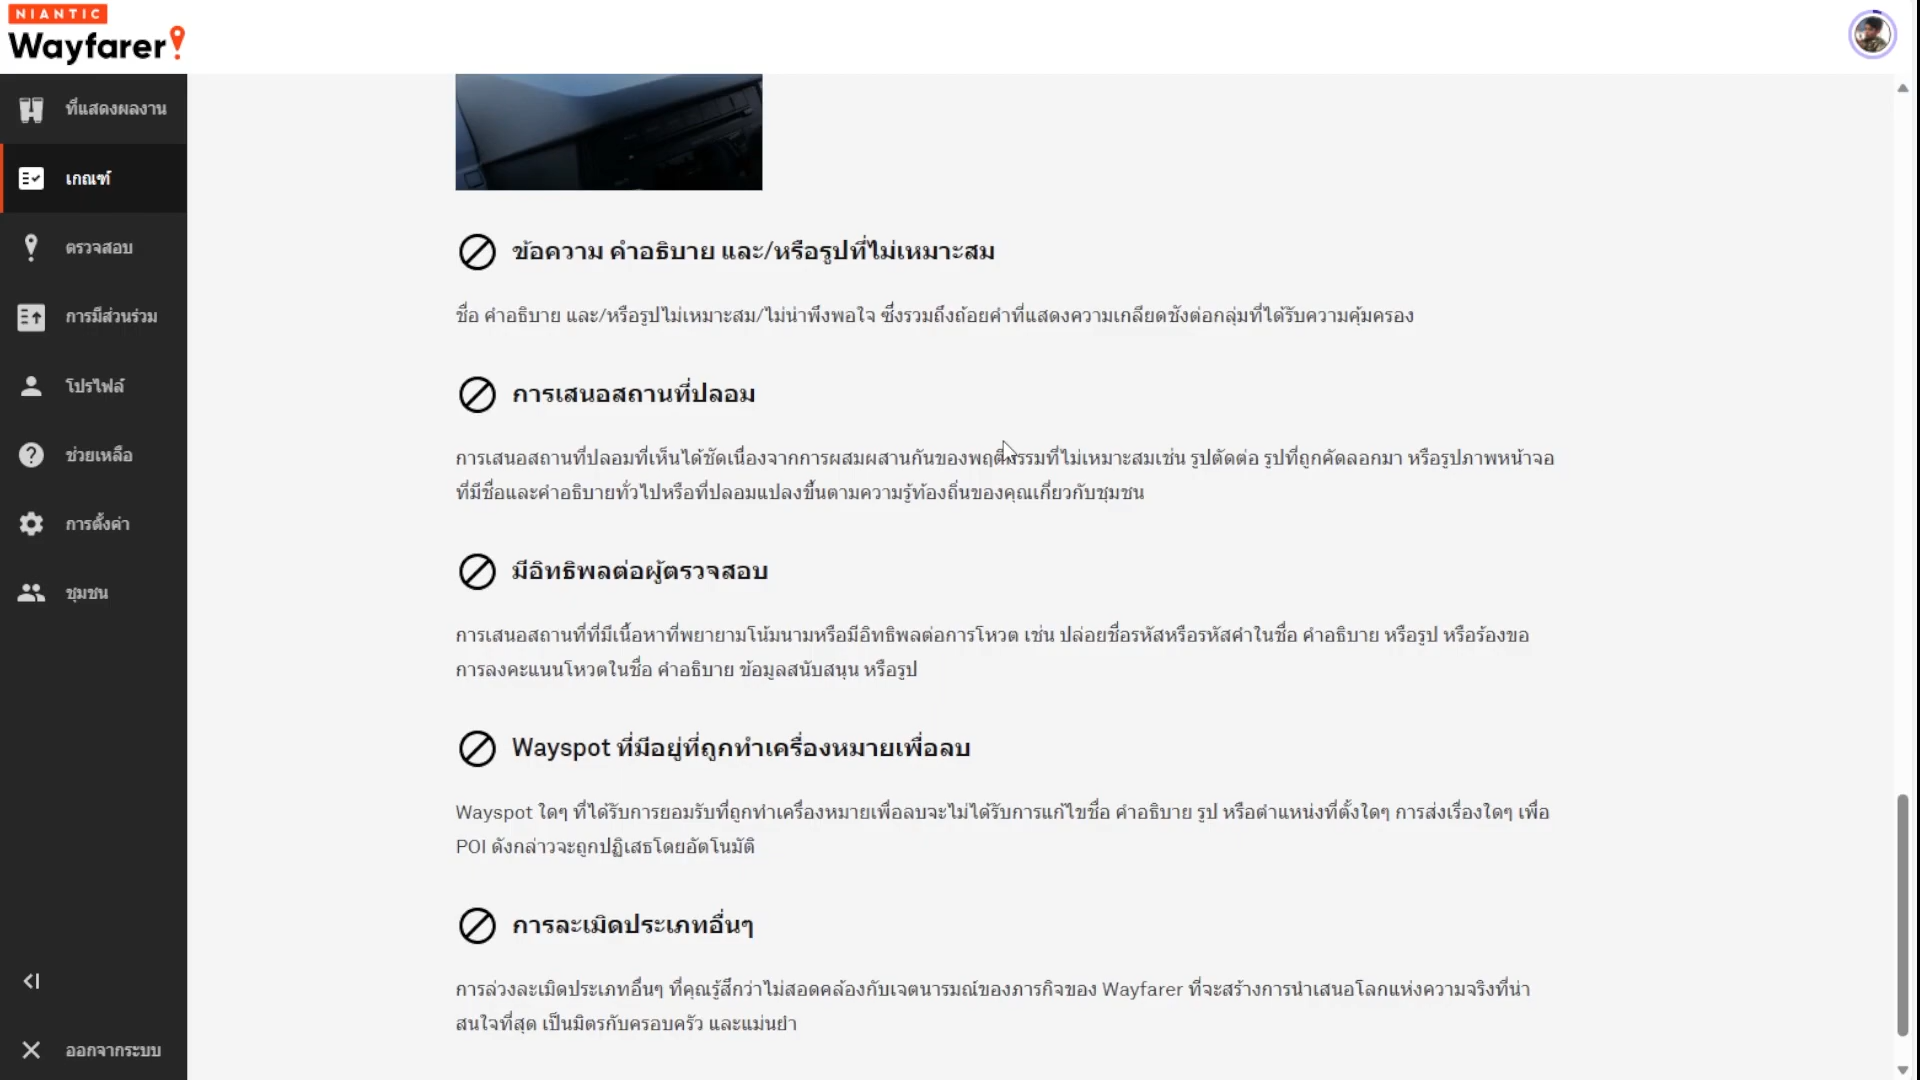 NIANTIC
Wayfarer
ที่แสดงผลงาน
เกณฑ์
ตรวจสอบ
การมีส่วนร่วม
โปรไฟล์
ช่วยเหลือ
การตั้งค่า
ชุมชน
ออกจากระบบ
ข้อความ คำอธิบาย และ/หรือรูปที่ไม่เหมาะสม
ชื่อ คำอธิบาย และ/หรือรูปไม่เหมาะสม/ไม่น่าพึงพอใจ ซึ่งรวมถึงถ้อยคำที่แสดงความเกลียดชังต่อกลุ่มที่ได้รับความคุ้มครอง
การเสนอสถานที่ปลอม
การเสนอสถานที่ปลอมที่เห็นได้ชัดเนื่องจากการผสมผสานกันของพฤติกรรมที่ไม่เหมาะสมเช่น รูปตัดต่อ รูปที่ถูกคัดลอกมา หรือรูปภาพหน้าจอ
ที่มีชื่อและคำอธิบายทั่วไปหรือที่ปลอมแปลงขึ้นตามความรู้ท้องถิ่นของคุณเกี่ยวกับชุมชน
มีอิทธิพลต่อผู้ตรวจสอบ
การเสนอสถานที่ที่มีเนื้อหาที่พยายามโน้มนามหรือมีอิทธิพลต่อการโหวต เช่น ปล่อยชื่อรหัสหรือรหัสคำในชื่อ คำอธิบาย หรือรูป หรือร้องขอ
การลงคะแนนโหวตในชื่อ คำอธิบาย ข้อมูลสนับสนุน หรือรูป
Wayspot ที่มีอยู่ที่ถูกทำเครื่องหมายเพื่อลบ
Wayspot ใดๆ ที่ได้รับการยอมรับที่ถูกทำเครื่องหมายเพื่อลบจะไม่ได้รับการแก้ไขชื่อ คำอธิบาย รูป หรือตำแหน่งที่ตั้งใดๆ การส่งเรื่องใดๆ เพื่อ
POI ดังกล่าวจะถูกปฏิเสธโดยอัตโนมัติ
การละเมิดประเภทอื่นๆ
การล่วงละเมิดประเภทอื่นๆ ที่คุณรู้สึกว่าไม่สอดคล้องกับเจตนารมณ์ของภารกิจของ Wayfarer ที่จะสร้างการนำเสนอโลกแห่งความจริงที่น่า
สนใจที่สุด เป็นมิตรกับครอบครัว และแม่นยำ